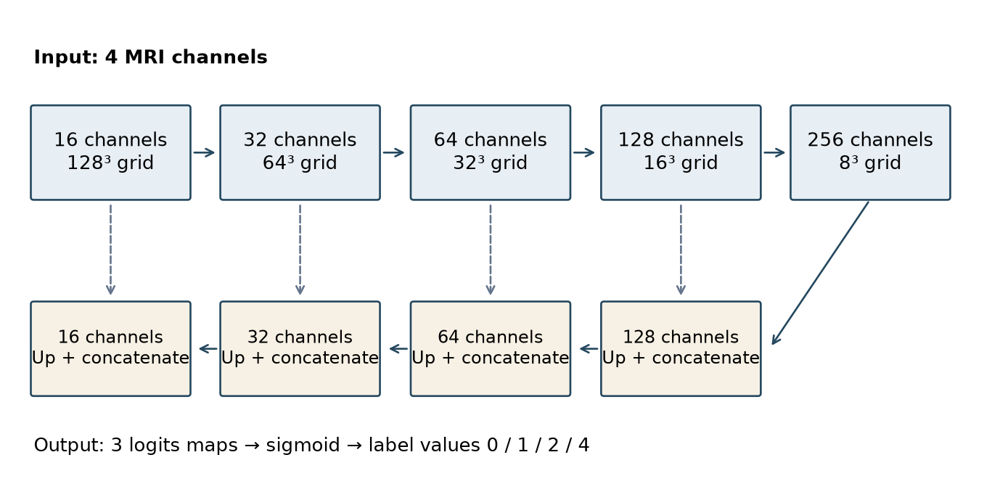 Input: 4 MRI channels
16 channels
128³ grid
32 channels
64³ grid
64 channels
32³ grid
128 channels
16³ grid
256 channels
8³ grid
16 channels
Up + concatenate
32 channels
Up + concatenate
64 channels
Up + concatenate
128 channels
Up + concatenate
Output: 3 logits maps → sigmoid → label values 0 / 1 / 2 / 4